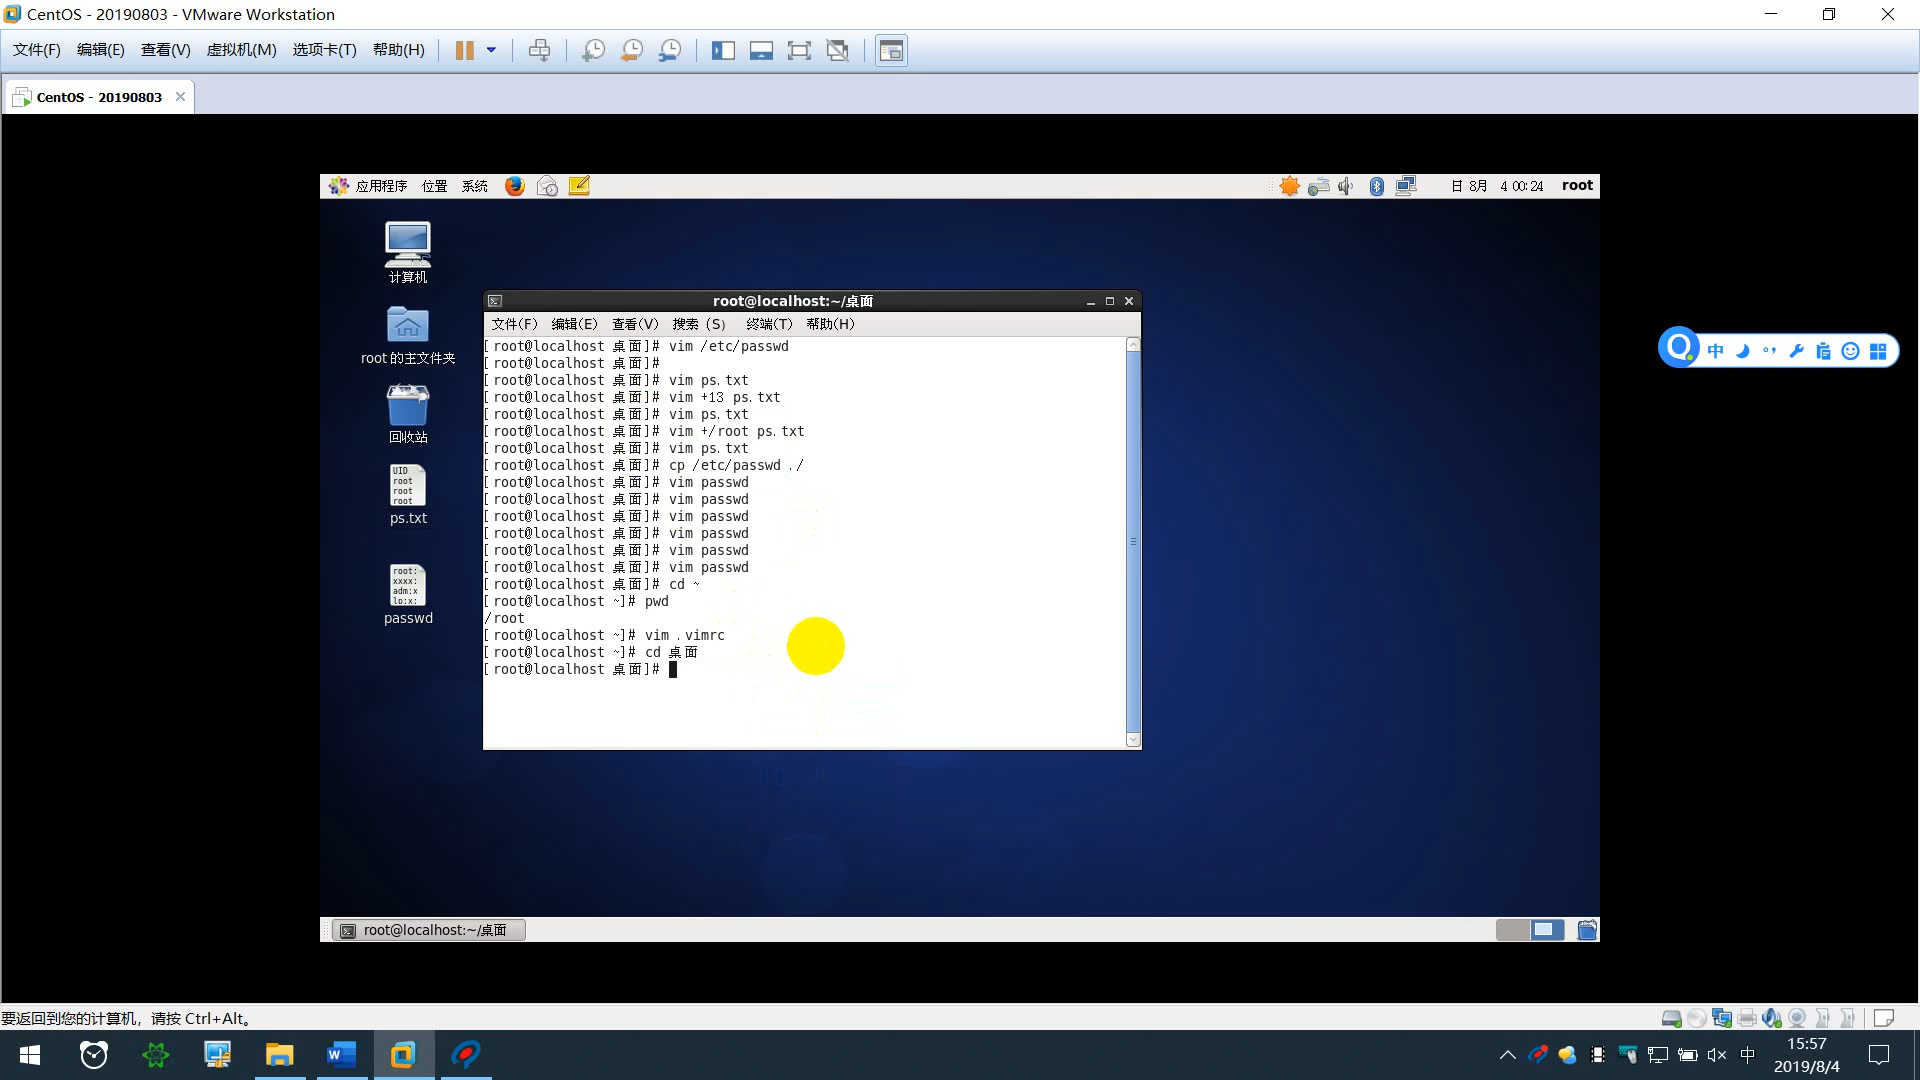 CentOS - 20190803 - VMware Workstation
文件(F) 编辑(E) 查看(V) 虚拟机(M) 选项卡(T) 帮助(H)
CentOS - 20190803
应用程序 位置 系统
日 8月 4 00:24 root
计算机
root 的主文件夹
回收站
UID
root
root
root
ps.txt
root:
xxxx:
adm:x
lp:x:
passwd
root@localhost:~/桌面
文件(F) 编辑(E) 查看(V) 搜索 (S) 终端(T) 帮助(H)
[root@localhost 桌面]# vim /etc/passwd
[root@localhost 桌面]#
[root@localhost 桌面]# vim ps.txt
[root@localhost 桌面]# vim +13 ps.txt
[root@localhost 桌面]# vim ps.txt
[root@localhost 桌面]# vim +/root ps.txt
[root@localhost 桌面]# vim ps.txt
[root@localhost 桌面]# cp /etc/passwd ./
[root@localhost 桌面]# vim passwd
[root@localhost 桌面]# vim passwd
[root@localhost 桌面]# vim passwd
[root@localhost 桌面]# vim passwd
[root@localhost 桌面]# vim passwd
[root@localhost 桌面]# vim passwd
[root@localhost 桌面]# cd ~
[root@localhost ~]# pwd
/root
[root@localhost ~]# vim .vimrc
[root@localhost ~]# cd 桌面
[root@localhost 桌面]#
中
root@localhost:~/桌面
要返回到您的计算机，请按 Ctrl+Alt。
中
15:57
2019/8/4